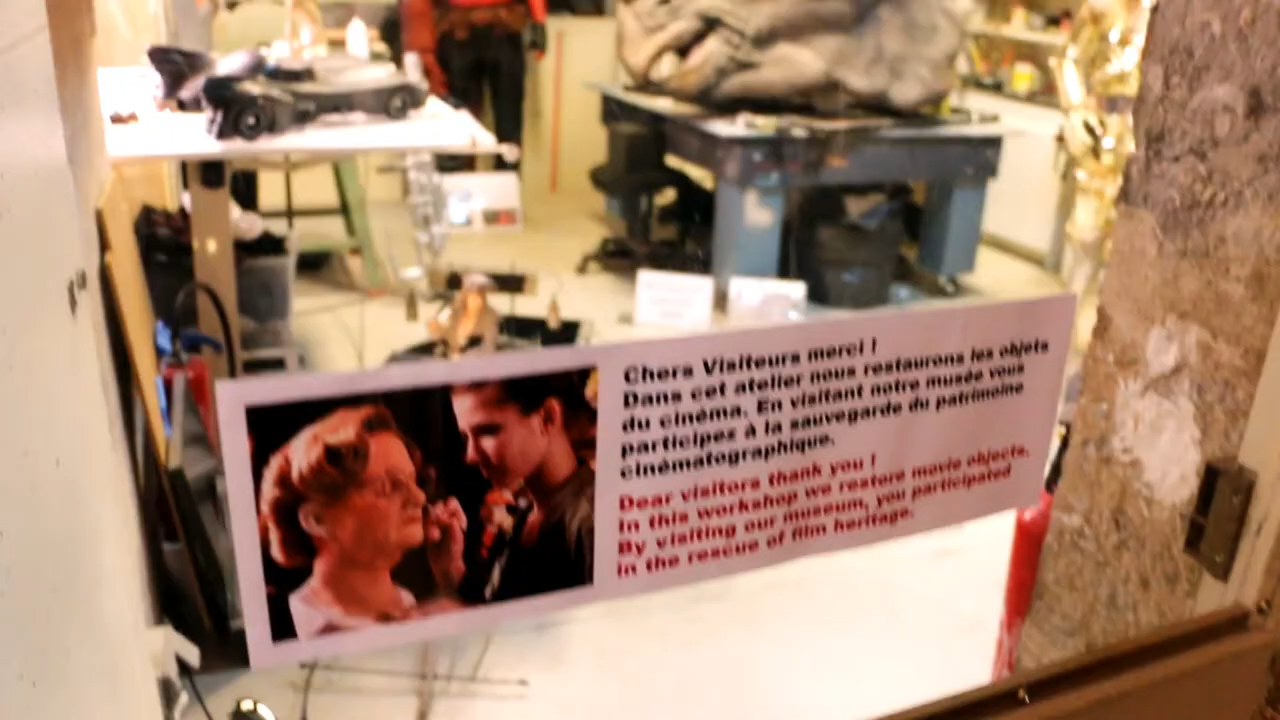 Chers Visiteurs merci !
Dans cet atelier nous restaurons les objets
du cinéma. En visitant notre musée vous
participez à la sauvegarde du patrimoine
cinématographique.
Dear visitors thank you !
In this workshop we restore movie objects.
By visiting our museum, you participated
in the rescue of film heritage.